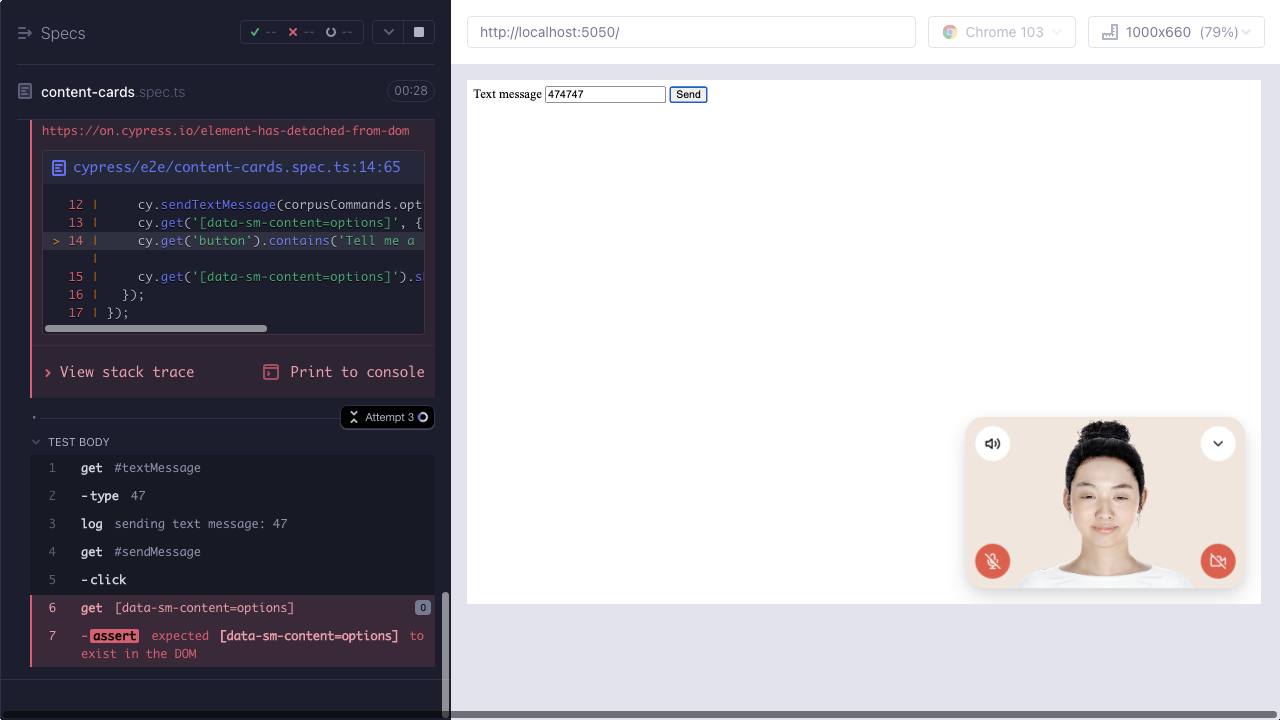 Specs
-- -- --
content-cards.spec.ts 00:28
https://on.cypress.io/element-has-detached-from-dom
cypress/e2e/content-cards.spec.ts:14:65
12 | cy.sendTextMessage(corpusCommands.opt
13 | cy.get('[data-sm-content=options]', {
> 14 | cy.get('button').contains('Tell me a
|
15 | cy.get('[data-sm-content=options]').s
16 | });
17 | });
> View stack trace
Print to console
Attempt 3
TEST BODY
1 get #textMessage
2 -type 47
3 log sending text message: 47
4 get #sendMessage
5 -click
6 get [data-sm-content=options] 0
7 -assert expected [data-sm-content=options] to
exist in the DOM
http://localhost:5050/
Chrome 103
1000x660 (79%)
Text message 474747 Send